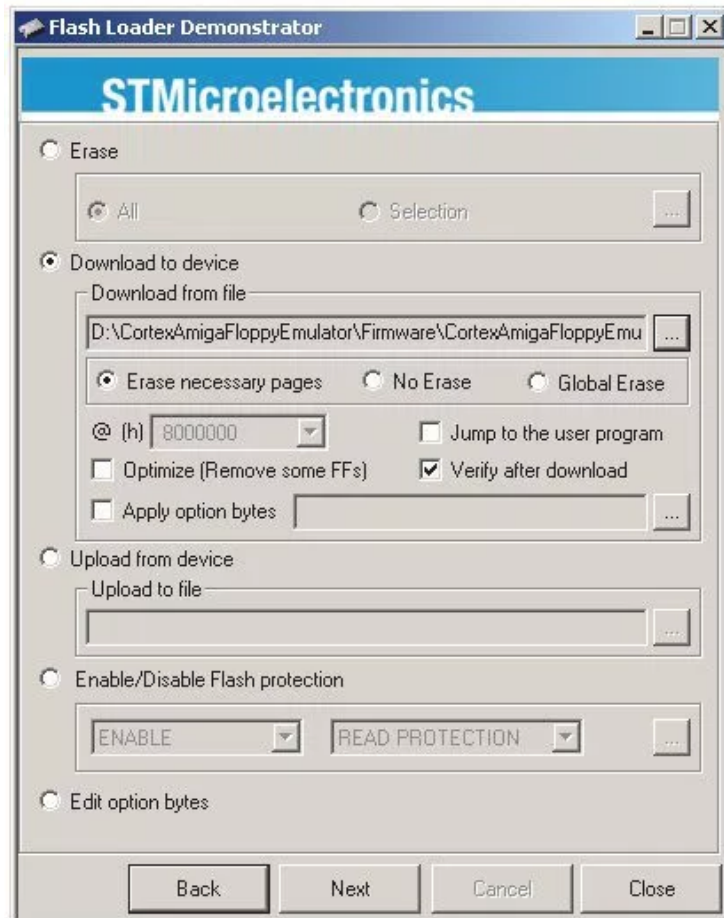 Flash Loader Demonstrator
STMicroelectronics
Erase
All Selection ...
Download to device
Download from file
D:\CortexAmigaFloppyEmulator\Firmware\CortexAmigaFloppyEmu ...
Erase necessary pages No Erase Global Erase
@ (h) 8000000 Jump to the user program
Optimize (Remove some FFs) Verify after download
Apply option bytes ...
Upload from device
Upload to file
...
Enable/Disable Flash protection
ENABLE READ PROTECTION ...
Edit option bytes
Back Next Cancel Close